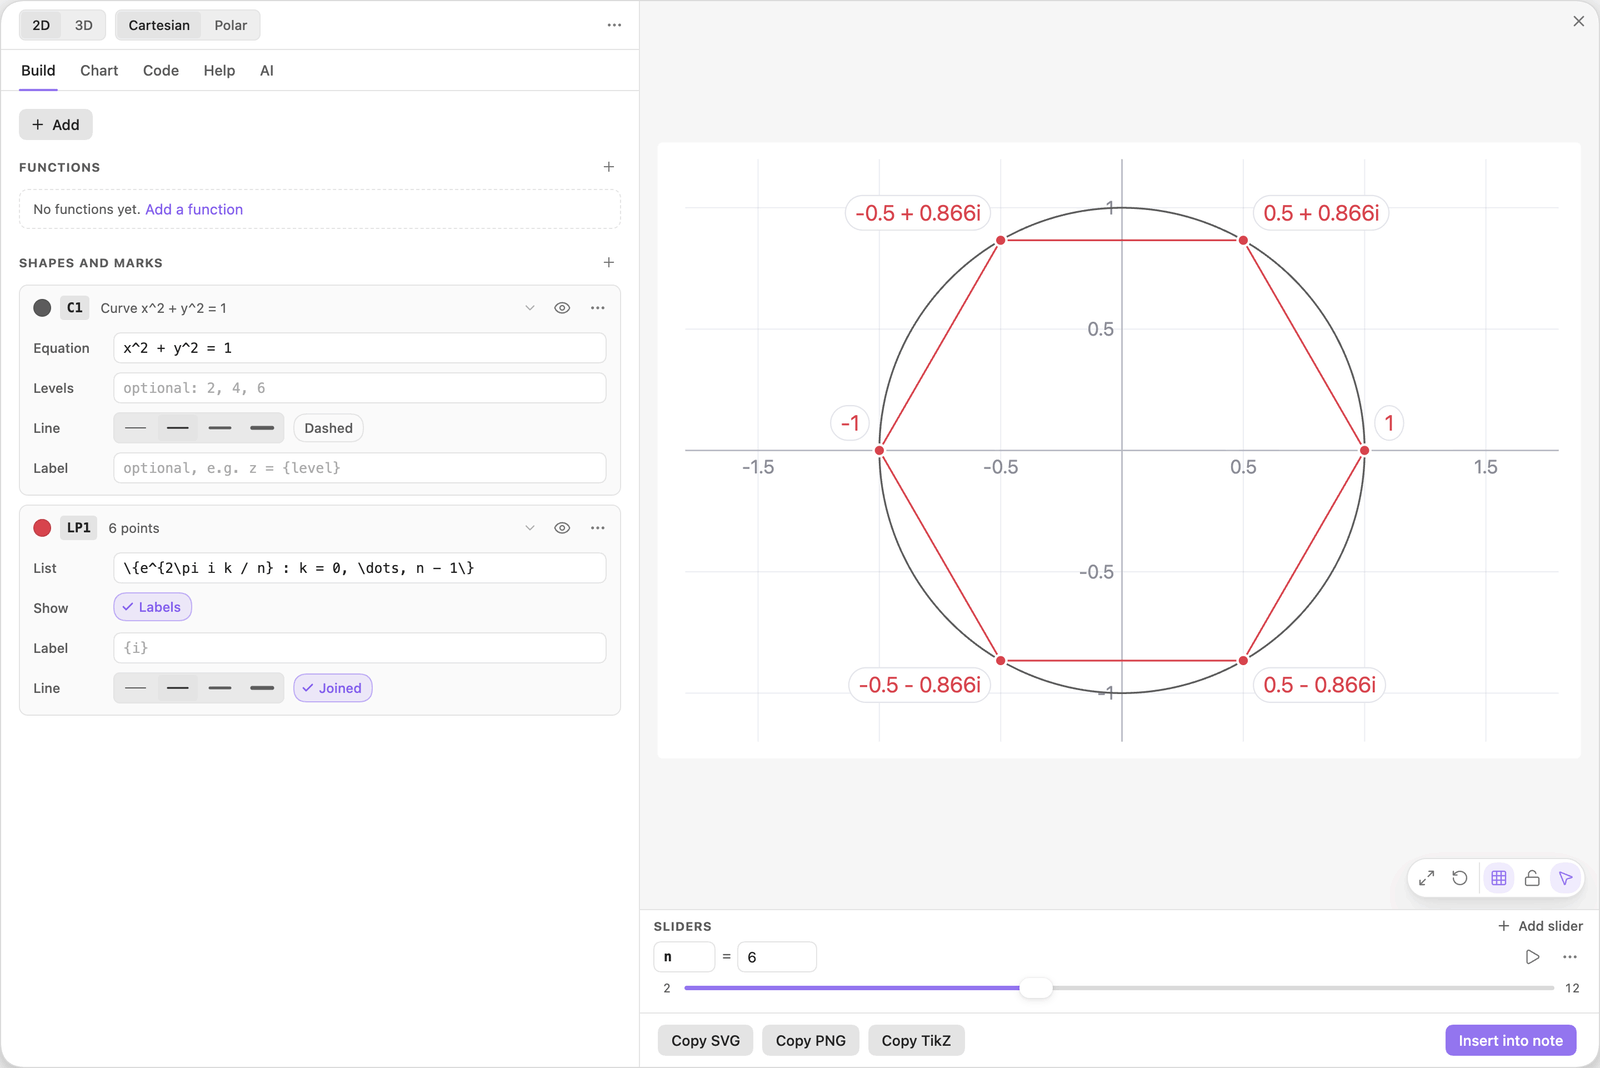 2D 3D Cartesian Polar
Build Chart Code Help AI
+ Add
FUNCTIONS
No functions yet. Add a function
SHAPES AND MARKS
C1 Curve x^2 + y^2 = 1
Equation x^2 + y^2 = 1
Levels optional: 2, 4, 6
Line Dashed
Label optional, e.g. z = {level}
LP1 6 points
List \{e^{2\pi i k / n} : k = 0, \dots, n - 1\}
Show Labels
Label {i}
Line Joined
-0.5 + 0.866i 1 0.5 + 0.866i
0.5
-1 1
-1.5 -0.5 0.5 1.5
-0.5
-0.5 - 0.866i -1 0.5 - 0.866i
SLIDERS + Add slider
n = 6
2 12
Copy SVG Copy PNG Copy TikZ Insert into note